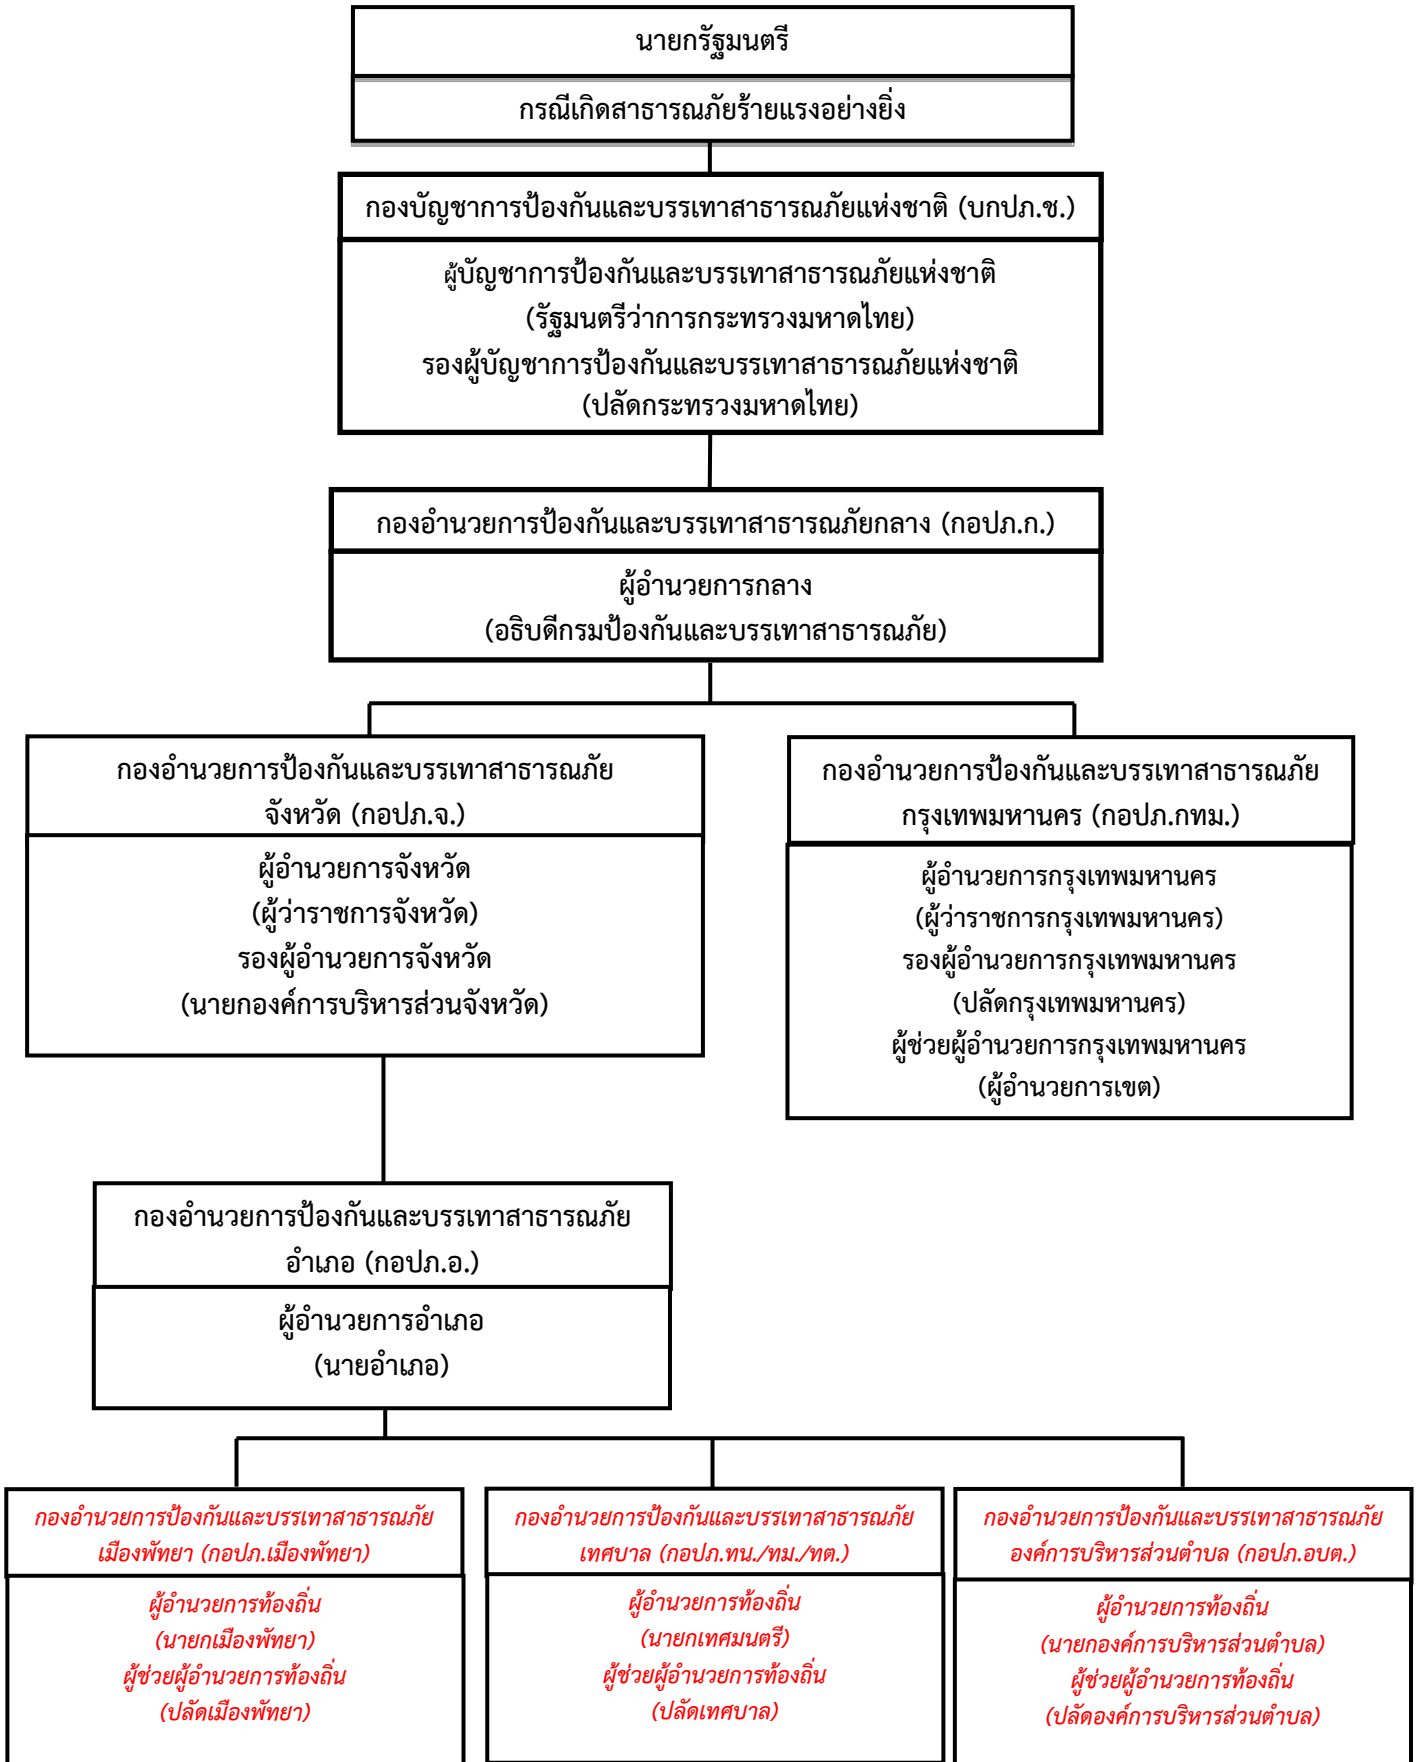 นายกรัฐมนตรี
กรณีเกิดสาธารณภัยร้ายแรงอย่างยิ่ง
กองบัญชาการป้องกันและบรรเทาสาธารณภัยแห่งชาติ (บกปภ.ช.)
ผู้บัญชาการป้องกันและบรรเทาสาธารณภัยแห่งชาติ
(รัฐมนตรีว่าการกระทรวงมหาดไทย)
รองผู้บัญชาการป้องกันและบรรเทาสาธารณภัยแห่งชาติ
(ปลัดกระทรวงมหาดไทย)
กองอำนวยการป้องกันและบรรเทาสาธารณภัยกลาง (กอปภ.ก.)
ผู้อำนวยการกลาง
(อธิบดีกรมป้องกันและบรรเทาสาธารณภัย)
กองอำนวยการป้องกันและบรรเทาสาธารณภัย
จังหวัด (กอปภ.จ.)
ผู้อำนวยการจังหวัด
(ผู้ว่าราชการจังหวัด)
รองผู้อำนวยการจังหวัด
(นายกองค์การบริหารส่วนจังหวัด)
กองอำนวยการป้องกันและบรรเทาสาธารณภัย
กรุงเทพมหานคร (กอปภ.กทม.)
ผู้อำนวยการกรุงเทพมหานคร
(ผู้ว่าราชการกรุงเทพมหานคร)
รองผู้อำนวยการกรุงเทพมหานคร
(ปลัดกรุงเทพมหานคร)
ผู้ช่วยผู้อำนวยการกรุงเทพมหานคร
(ผู้อำนวยการเขต)
กองอำนวยการป้องกันและบรรเทาสาธารณภัย
อำเภอ (กอปภ.อ.)
ผู้อำนวยการอำเภอ
(นายอำเภอ)
กองอำนวยการป้องกันและบรรเทาสาธารณภัย
เมืองพัทยา (กอปภ.เมืองพัทยา)
ผู้อำนวยการท้องถิ่น
(นายกเมืองพัทยา)
ผู้ช่วยผู้อำนวยการท้องถิ่น
(ปลัดเมืองพัทยา)
กองอำนวยการป้องกันและบรรเทาสาธารณภัย
เทศบาล (กอปภ.ทน./ทม./ทต.)
ผู้อำนวยการท้องถิ่น
(นายกเทศมนตรี)
ผู้ช่วยผู้อำนวยการท้องถิ่น
(ปลัดเทศบาล)
กองอำนวยการป้องกันและบรรเทาสาธารณภัย
องค์การบริหารส่วนตำบล (กอปภ.อบต.)
ผู้อำนวยการท้องถิ่น
(นายกองค์การบริหารส่วนตำบล)
ผู้ช่วยผู้อำนวยการท้องถิ่น
(ปลัดองค์การบริหารส่วนตำบล)